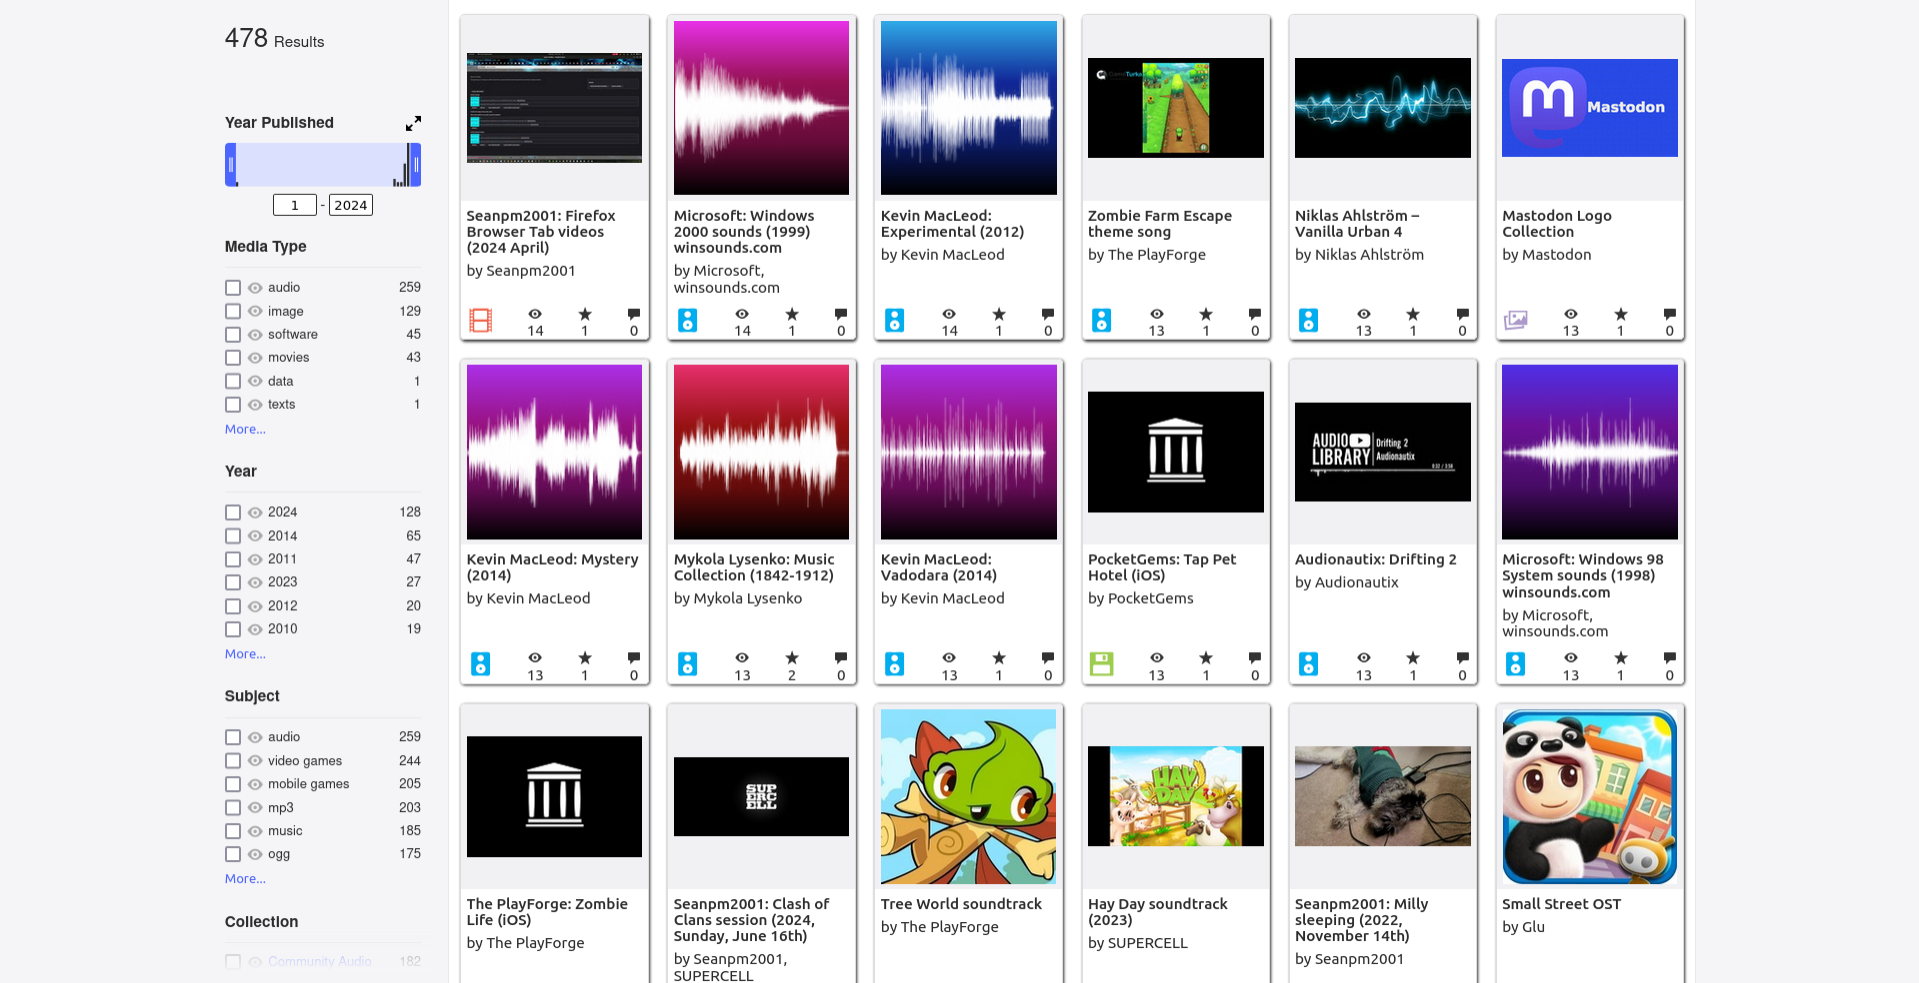 478 Results
Year Published
1 - 2024
Media Type
audio 259
image 129
software 45
movies 43
data 1
texts 1
More...
Year
2024 128
2014 65
2011 47
2023 27
2012 20
2010 19
More...
Subject
audio 259
video games 244
mobile games 205
mp3 203
music 185
ogg 175
More...
Collection
Community Audio 182
Seanpm2001: Firefox
Browser Tab videos
(2024 April)
by Seanpm2001
14 1 0
Microsoft: Windows
2000 sounds (1999)
winsounds.com
by Microsoft,
winsounds.com
14 1 0
Kevin MacLeod:
Experimental (2012)
by Kevin MacLeod
14 1 0
Zombie Farm Escape
theme song
by The PlayForge
13 1 0
Niklas Ahlström –
Vanilla Urban 4
by Niklas Ahlström
13 1 0
Mastodon
Mastodon Logo
Collection
by Mastodon
13 1 0
Kevin MacLeod: Mystery
(2014)
by Kevin MacLeod
13 1 0
Mykola Lysenko: Music
Collection (1842-1912)
by Mykola Lysenko
13 2 0
Kevin MacLeod:
Vadodara (2014)
by Kevin MacLeod
13 1 0
PocketGems: Tap Pet
Hotel (iOS)
by PocketGems
13 1 0
AUDIO
LIBRARY
Drifting 2
Audionautix
Audionautix: Drifting 2
by Audionautix
13 1 0
Microsoft: Windows 98
System sounds (1998)
winsounds.com
by Microsoft,
winsounds.com
13 1 0
The PlayForge: Zombie
Life (iOS)
by The PlayForge
SUP
ERC
ELL
Seanpm2001: Clash of
Clans session (2024,
Sunday, June 16th)
by Seanpm2001,
SUPERCELL
Tree World soundtrack
by The PlayForge
HAY
DAY
Hay Day soundtrack
(2023)
by SUPERCELL
Seanpm2001: Milly
sleeping (2022,
November 14th)
by Seanpm2001
Small Street OST
by Glu